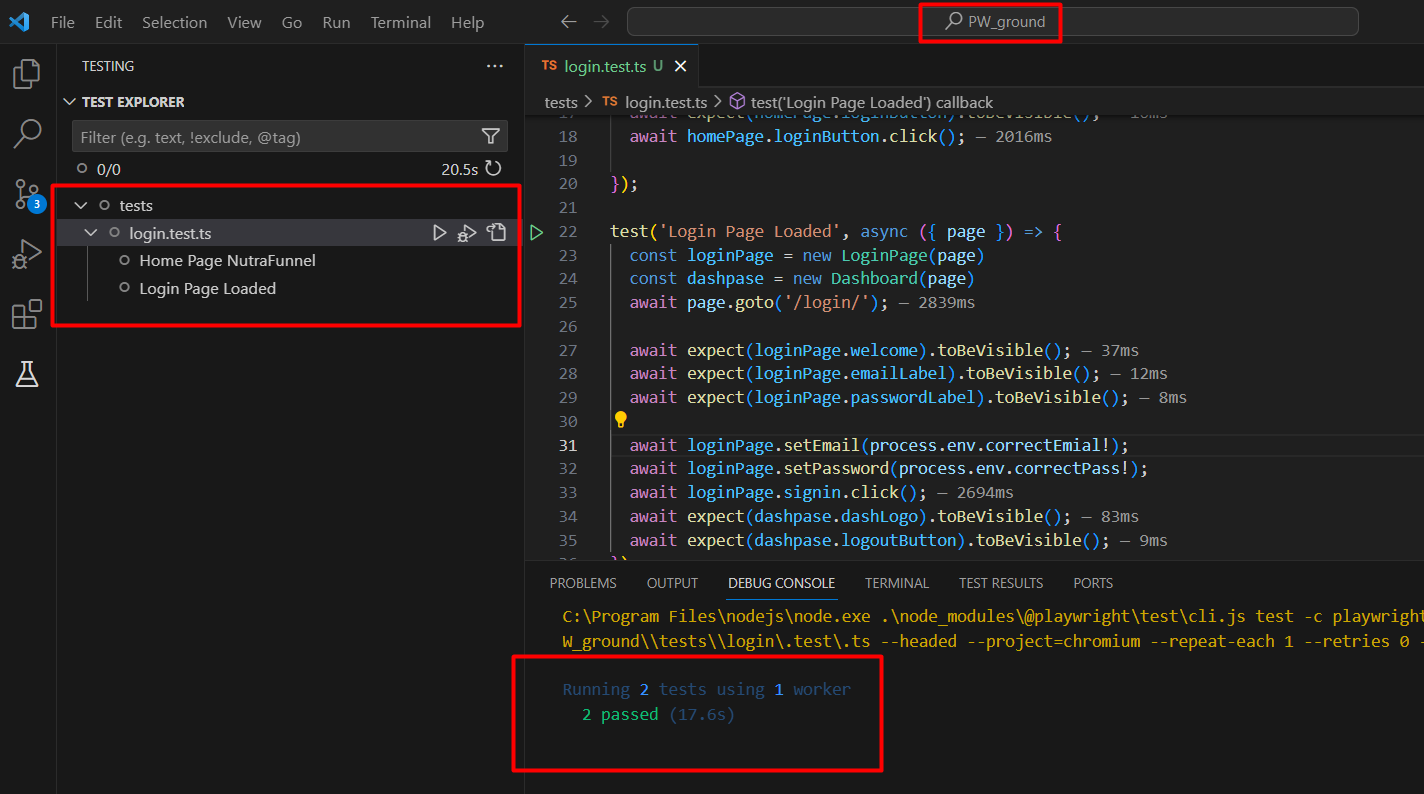 File Edit Selection View Go Run Terminal Help
PW_ground
TESTING
TEST EXPLORER
Filter (e.g. text, !exclude, @tag)
0/0 20.5s
3
tests
login.test.ts
Home Page NutraFunnel
Login Page Loaded
TS login.test.ts U
tests > TS login.test.ts > test('Login Page Loaded') callback
17 await expect(homePage.loginButton).toBeVisible(); — 16ms
18 await homePage.loginButton.click(); — 2016ms
19
20 });
21
22 test('Login Page Loaded', async ({ page }) => {
23 const loginPage = new LoginPage(page)
24 const dashpase = new Dashboard(page)
25 await page.goto('/login/'); — 2839ms
26
27 await expect(loginPage.welcome).toBeVisible(); — 37ms
28 await expect(loginPage.emailLabel).toBeVisible(); — 12ms
29 await expect(loginPage.passwordLabel).toBeVisible(); — 8ms
30
31 await loginPage.setEmail(process.env.correctEmial!);
32 await loginPage.setPassword(process.env.correctPass!);
33 await loginPage.signin.click(); — 2694ms
34 await expect(dashpase.dashLogo).toBeVisible(); — 83ms
35 await expect(dashpase.logoutButton).toBeVisible(); — 9ms
PROBLEMS OUTPUT DEBUG CONSOLE TERMINAL TEST RESULTS PORTS
C:\Program Files\nodejs\node.exe .\node_modules\@playwright\test\cli.js test -c playwright
W_ground\\tests\\login\.test\.ts --headed --project=chromium --repeat-each 1 --retries 0 -
Running 2 tests using 1 worker
2 passed (17.6s)